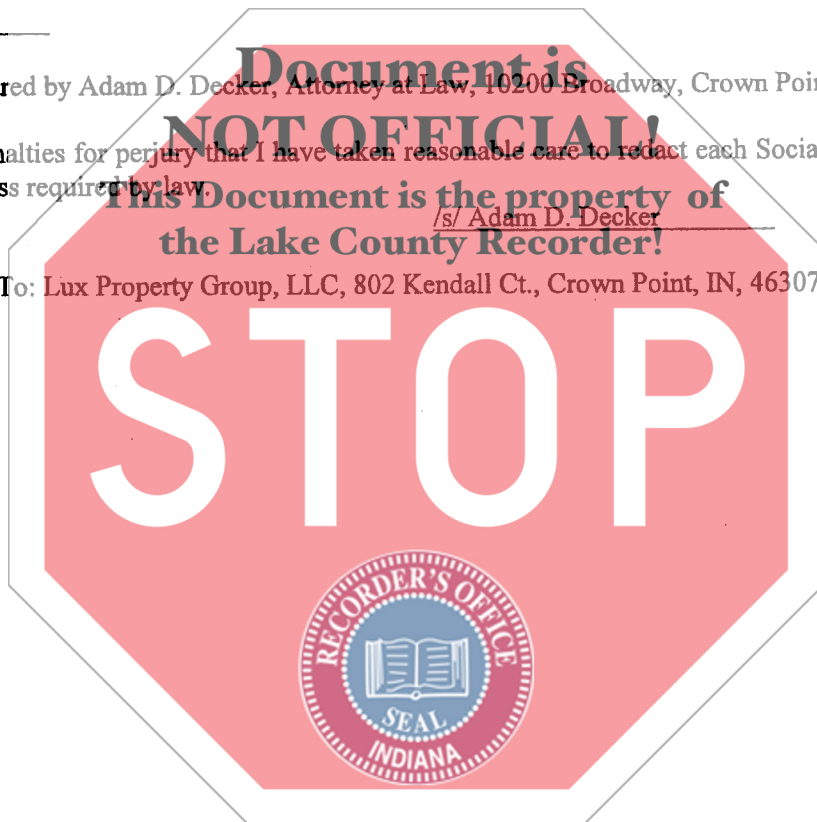 Document is
red by Adam D. Decker, Attorney at Law, 10200 Broadway, Crown Poin
NOT OFFICIAL!
alties for perjury that I have taken reasonable care to redact each Socia
ss required by law.
This Document is the property of
/s/ Adam D. Decker
the Lake County Recorder!
To: Lux Property Group, LLC, 802 Kendall Ct., Crown Point, IN, 46307
STOP
RECORDER'S OFFICE
SEAL
INDIANA